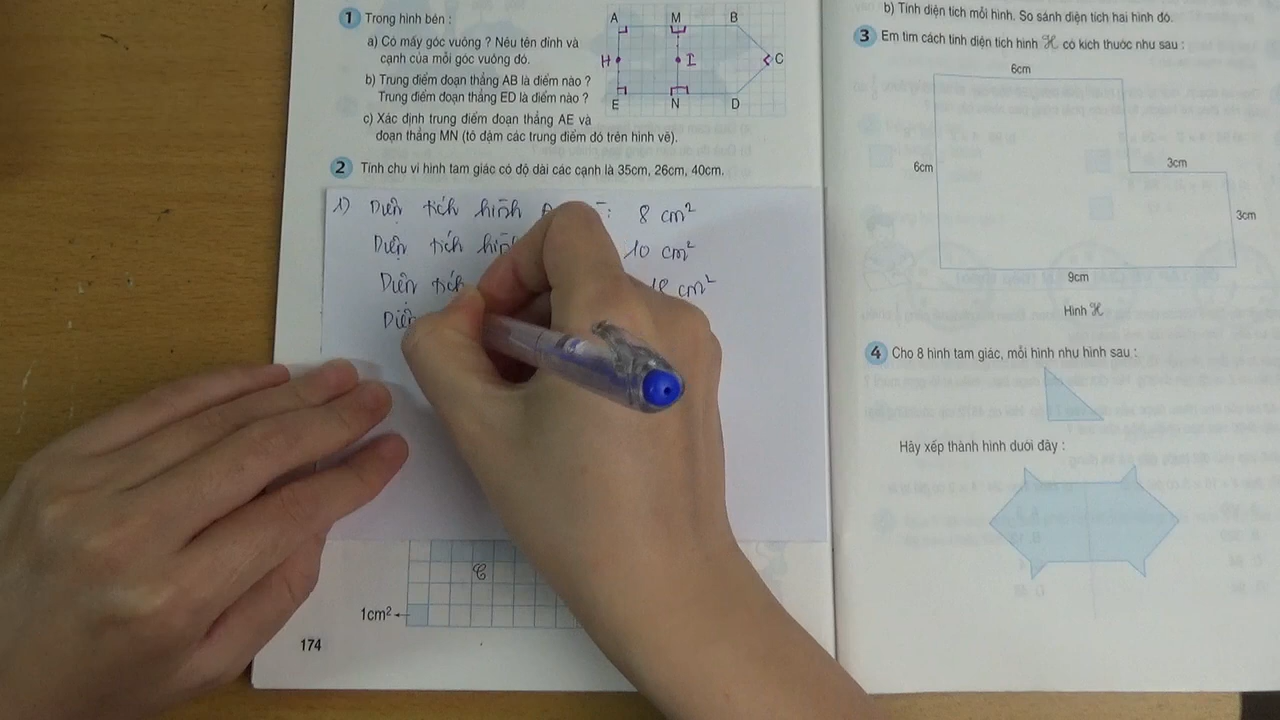 1 Trong hình bên :
a) Có mấy góc vuông ? Nêu tên đỉnh và
cạnh của mỗi góc vuông đó.
b) Trung điểm đoạn thẳng AB là điểm nào ?
Trung điểm đoạn thẳng ED là điểm nào ?
c) Xác định trung điểm đoạn thẳng AE và
đoạn thẳng MN (tô đậm các trung điểm đó trên hình vẽ).
A M B
H I C
E N D
2 Tính chu vi hình tam giác có độ dài các cạnh là 35cm, 26cm, 40cm.
1) Diện tích hình : 8 cm²
Diện tích 10 cm²
Diện tích 18 cm²
Diện
C
1cm²
174
b) Tính diện tích mỗi hình. So sánh diện tích hai hình đó.
3 Em tìm cách tính diện tích hình H có kích thước như sau :
6cm
6cm
3cm
3cm
9cm
Hình H
4 Cho 8 hình tam giác, mỗi hình như hình sau :
Hãy xếp thành hình dưới đây :